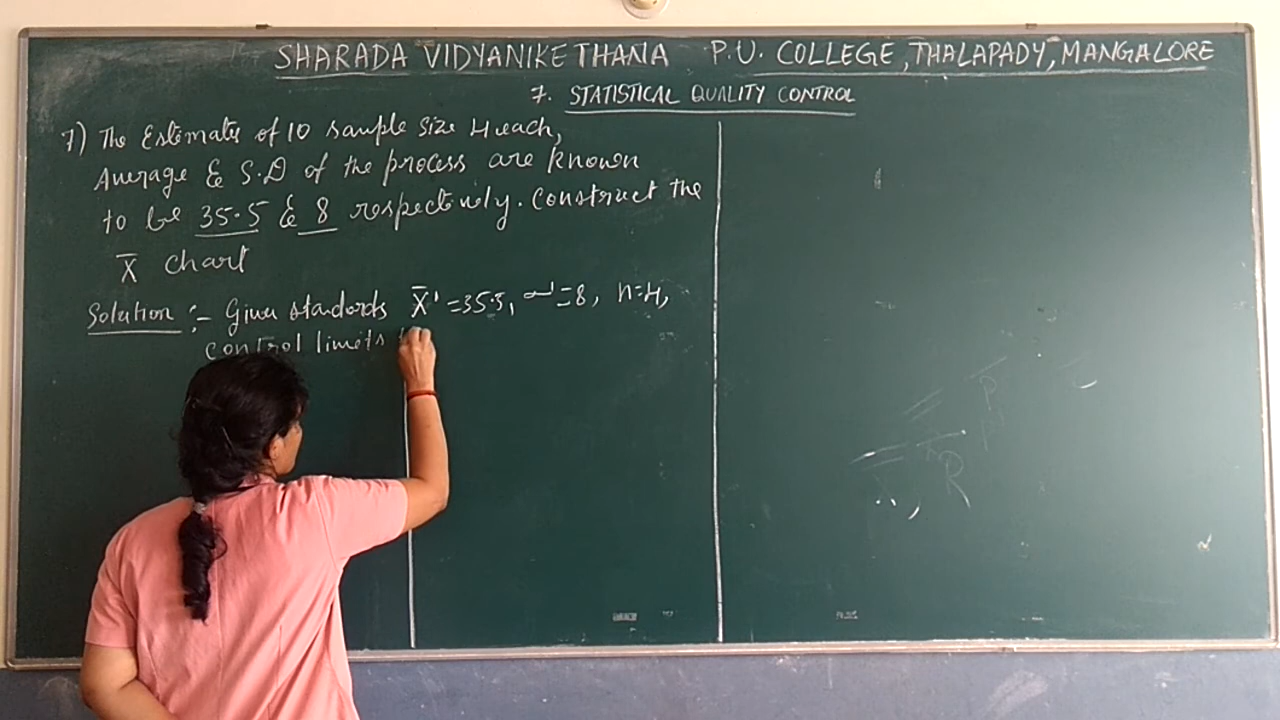 SHARADA VIDYANIKETHANA P.U. COLLEGE, THALAPADY, MANGALORE
7. STATISTICAL QUALITY CONTROL
7) The Estimates of 10 sample size 4 each,
Average & S.D of the process are known
to be 35.5 & 8 respectively. Construct the
X̄ chart
Solution :- Given standards X̄' = 35.5, σ' = 8, n=4,
control limits
P
R